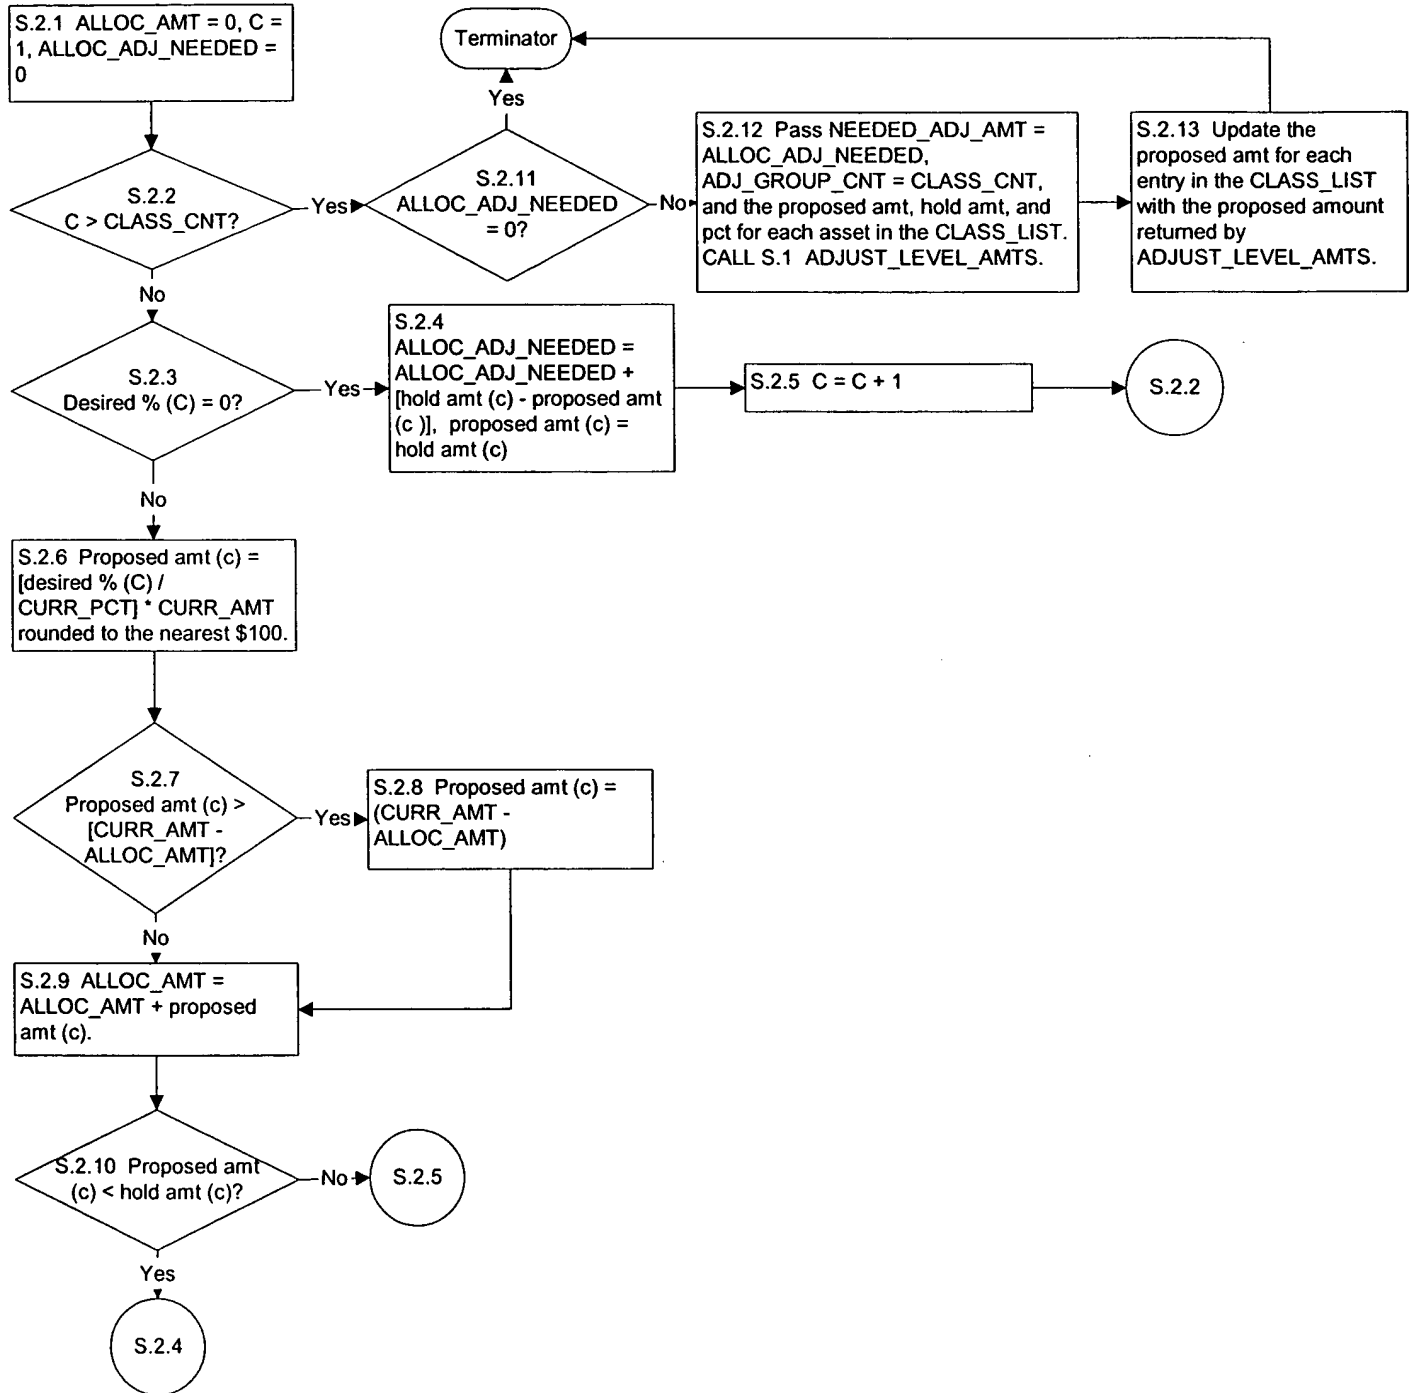 S.2.1 ALLOC_AMT = 0, C =
1, ALLOC_ADJ_NEEDED =
0
Terminator
Yes
S.2.2
C > CLASS_CNT?
Yes
S.2.11
ALLOC_ADJ_NEEDED
= 0?
No
S.2.12 Pass NEEDED_ADJ_AMT =
ALLOC_ADJ_NEEDED,
ADJ_GROUP_CNT = CLASS_CNT,
and the proposed amt, hold amt, and
pct for each asset in the CLASS_LIST.
CALL S.1 ADJUST_LEVEL_AMTS.
S.2.13 Update the
proposed amt for each
entry in the CLASS_LIST
with the proposed amount
returned by
ADJUST_LEVEL_AMTS.
No
S.2.3
Desired % (C) = 0?
Yes
S.2.4
ALLOC_ADJ_NEEDED =
ALLOC_ADJ_NEEDED +
[hold amt (c) - proposed amt
(c )], proposed amt (c) =
hold amt (c)
S.2.5 C = C + 1
S.2.2
No
S.2.6 Proposed amt (c) =
[desired % (C) /
CURR_PCT] * CURR_AMT
rounded to the nearest $100.
S.2.7
Proposed amt (c) >
[CURR_AMT -
ALLOC_AMT]?
Yes
S.2.8 Proposed amt (c) =
(CURR_AMT -
ALLOC_AMT)
No
S.2.9 ALLOC_AMT =
ALLOC_AMT + proposed
amt (c).
S.2.10 Proposed amt
(c) < hold amt (c)?
No
S.2.5
Yes
S.2.4